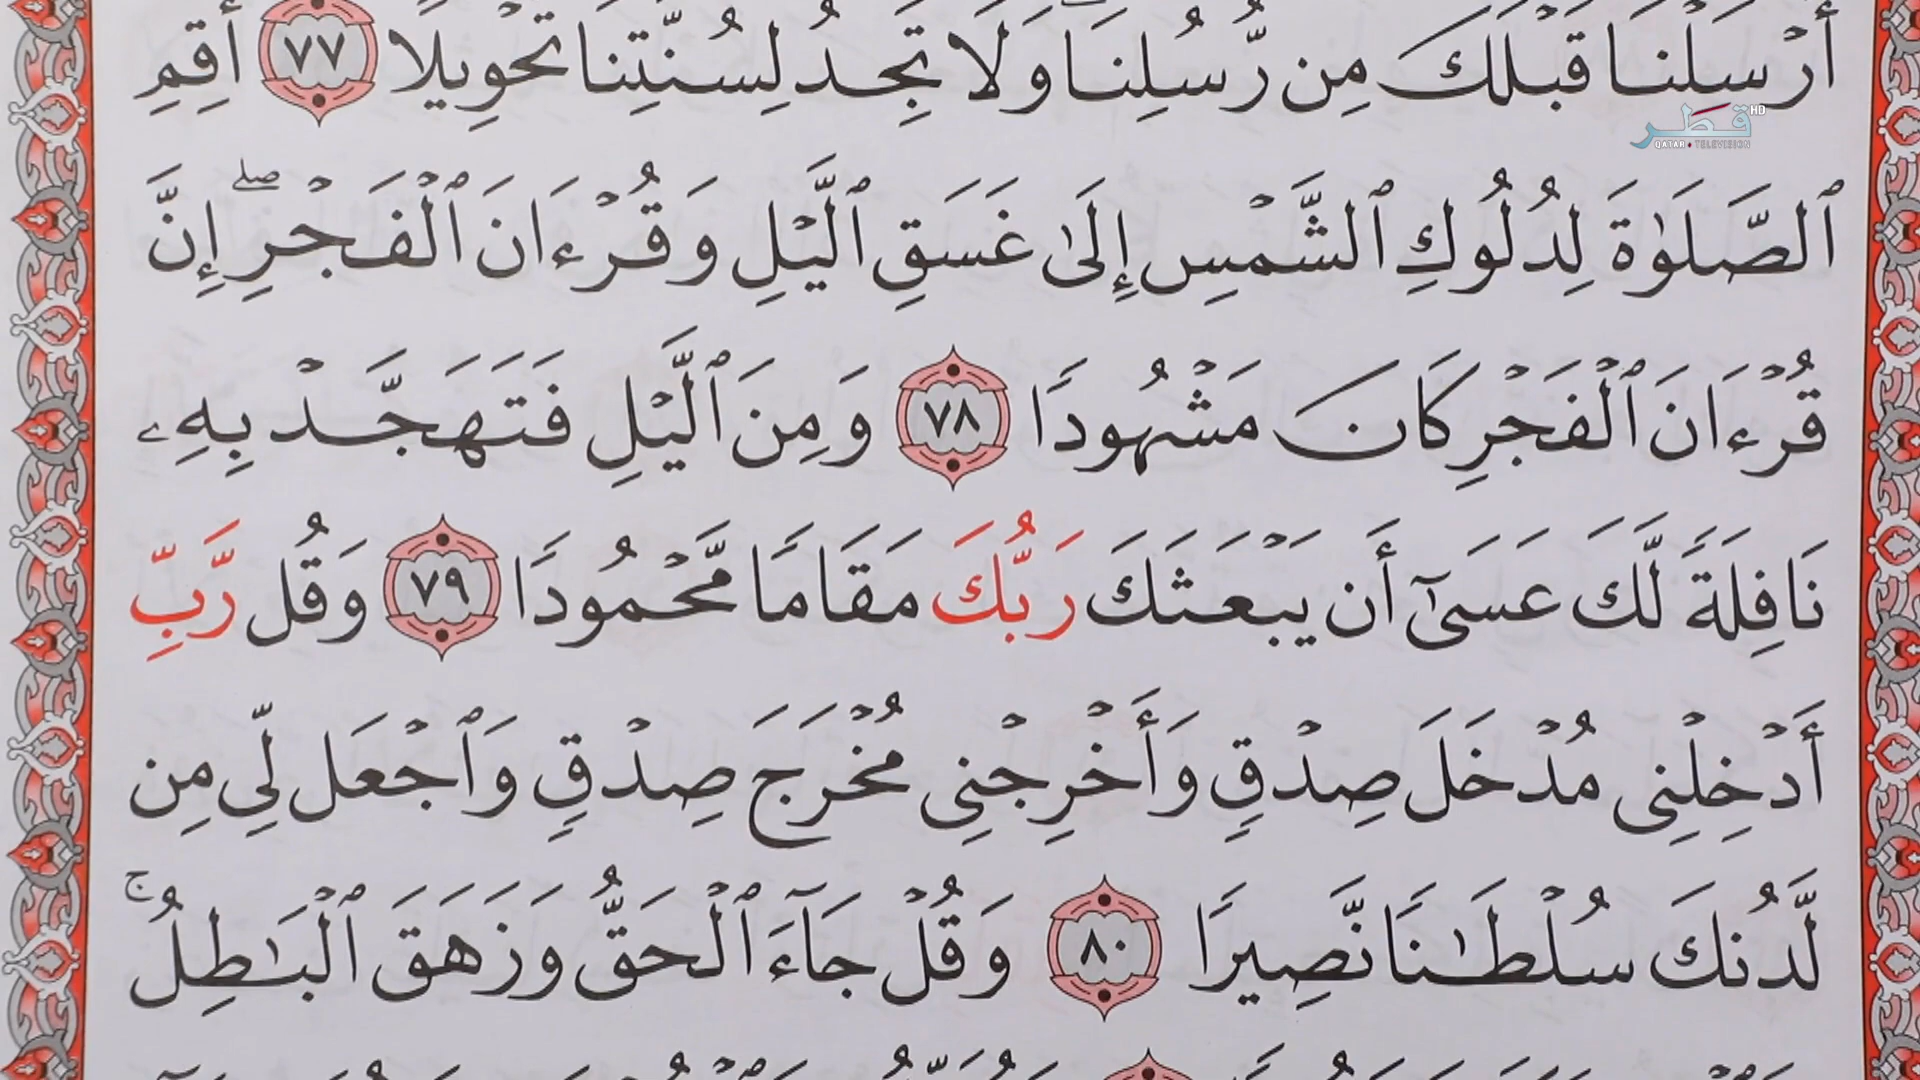 أَرْسَلْنَا قَبْلَكَ مِن رُّسُلِنَا وَلَا تَجِدُ لِسُنَّتِنَا تَحْوِيلًا ٧٧ أَقِمِ
قطر HD
QATAR TELEVISION
ٱلصَّلَوٰةَ لِدُلُوكِ ٱلشَّمْسِ إِلَىٰ غَسَقِ ٱلَّيْلِ وَقُرْءَانَ ٱلْفَجْرِۖ إِنَّ
قُرْءَانَ ٱلْفَجْرِ كَانَ مَشْهُودًا ٧٨ وَمِنَ ٱلَّيْلِ فَتَهَجَّدْ بِهِۦ
نَافِلَةً لَّكَ عَسَىٰٓ أَن يَبْعَثَكَ رَبُّكَ مَقَامًا مَّحْمُودًا ٧٩ وَقُل رَّبِّ
أَدْخِلْنِى مُدْخَلَ صِدْقٍ وَأَخْرِجْنِى مُخْرَجَ صِدْقٍ وَٱجْعَل لِّى مِن
لَّدُنكَ سُلْطَٰنًا نَّصِيرًا ٨٠ وَقُلْ جَآءَ ٱلْحَقُّ وَزَهَقَ ٱلْبَٰطِلُۚ